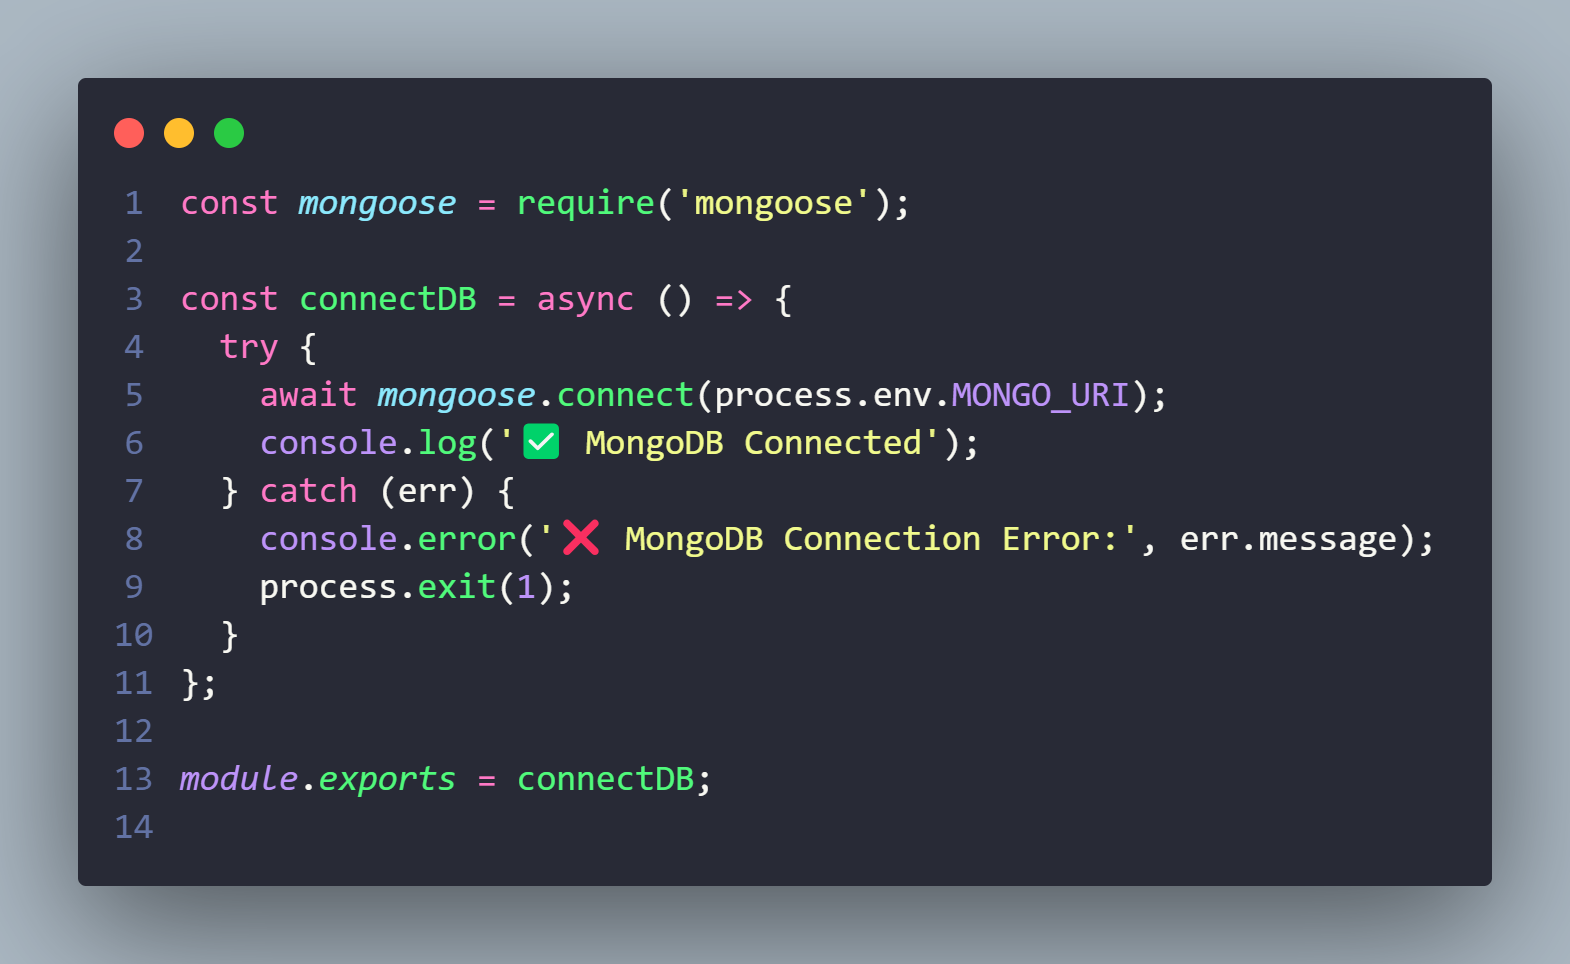 1 const mongoose = require('mongoose');
2
3 const connectDB = async () => {
4   try {
5     await mongoose.connect(process.env.MONGO_URI);
6     console.log('✅ MongoDB Connected');
7   } catch (err) {
8     console.error('❌ MongoDB Connection Error:', err.message);
9     process.exit(1);
10   }
11 };
12
13 module.exports = connectDB;
14